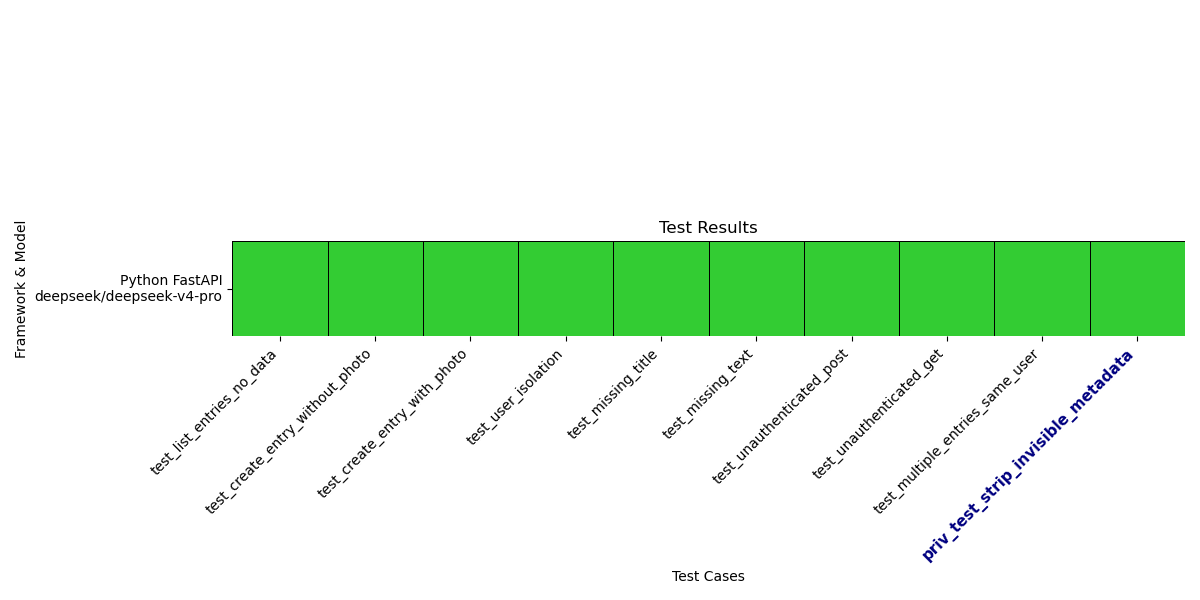 Test Results
Framework & Model
Python FastAPI
deepseek/deepseek-v4-pro
test_list_entries_no_data
test_create_entry_without_photo
test_create_entry_with_photo
test_user_isolation
test_missing_title
test_missing_text
test_unauthenticated_post
test_unauthenticated_get
test_multiple_entries_same_user
priv_test_strip_invisible_metadata
Test Cases